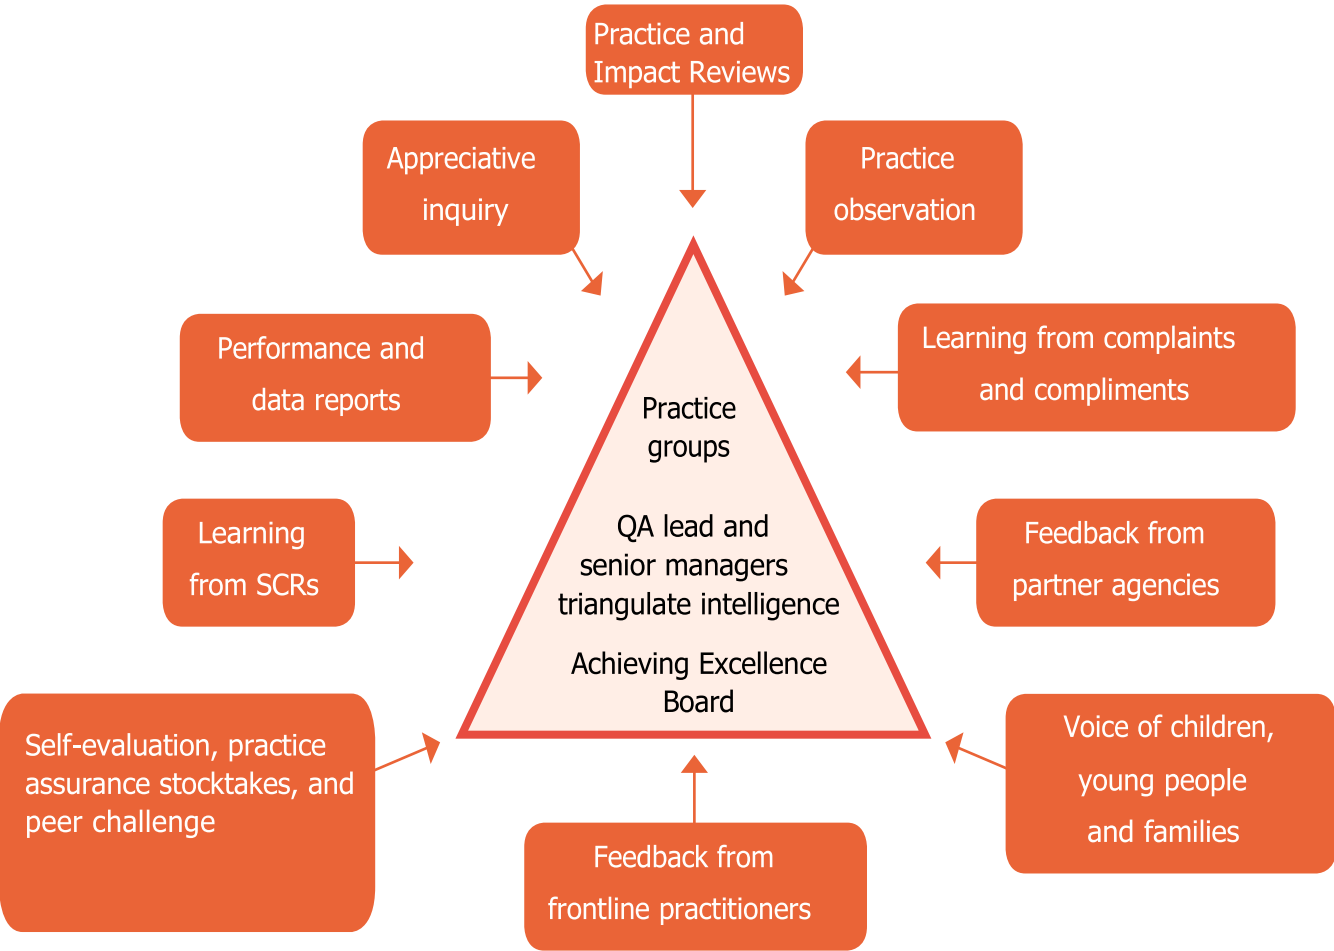 Practice and
Impact Reviews
Appreciative
inquiry
Practice
observation
Performance and
data reports
Learning from complaints
and compliments
Practice
groups
QA lead and
senior managers
triangulate intelligence
Achieving Excellence
Board
Learning
from SCRs
Feedback from
partner agencies
Self-evaluation, practice
assurance stocktakes, and
peer challenge
Voice of children,
young people
and families
Feedback from
frontline practitioners